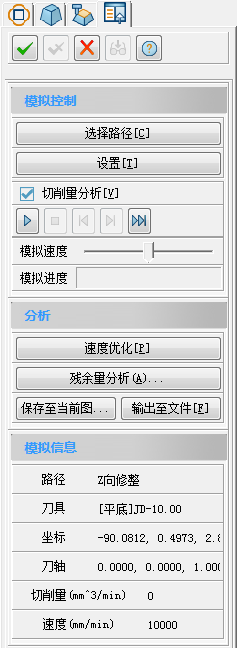 模拟控制
选择路径[C]
设置[T]
切削量分析[V]
模拟速度
模拟进度
分析
速度优化[P]
残余量分析(A)...
保存至当前图...
输出至文件[F]
模拟信息
路径 Z向修整
刀具 [平底]JD-10.00
坐标 -90.0812, 0.4973, 2.8
刀轴 0.0000, 0.0000, 1.000
切削量(mm^3/min) 0
速度(mm/min) 10000